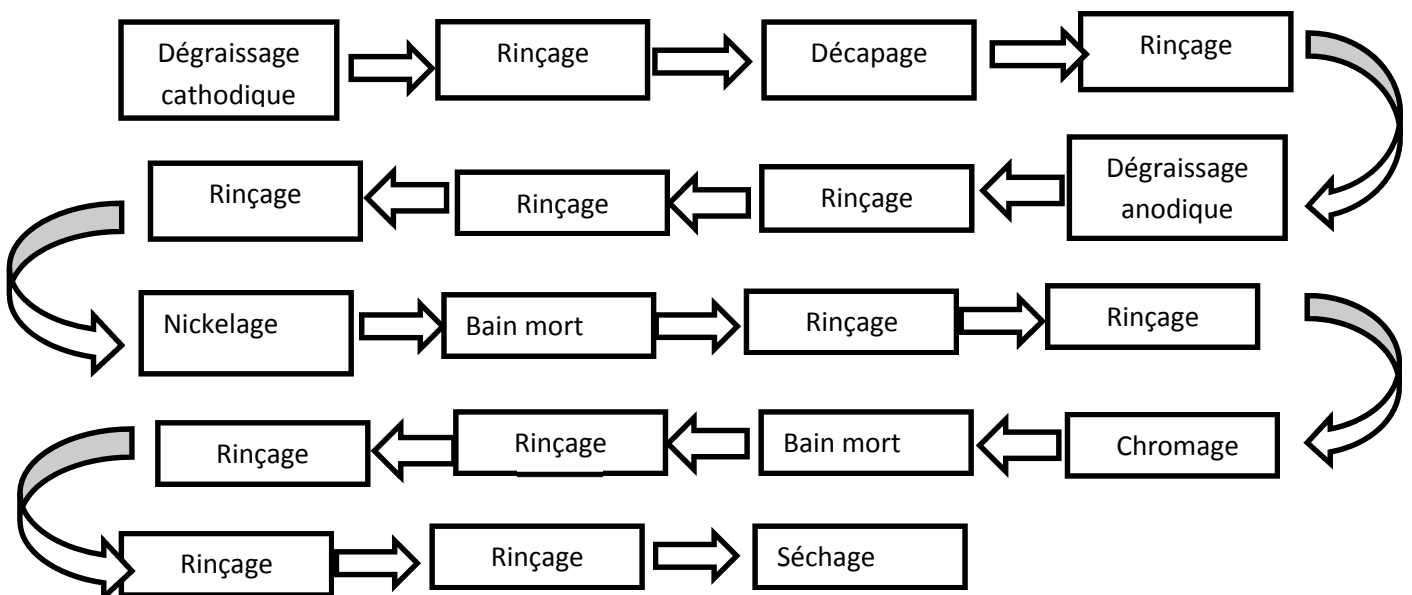 Dégraissage
cathodique
Rinçage
Décapage
Rinçage
Dégraissage
anodique
Rinçage
Rinçage
Rinçage
Nickelage
Bain mort
Rinçage
Rinçage
Chromage
Bain mort
Rinçage
Rinçage
Rinçage
Rinçage
Séchage